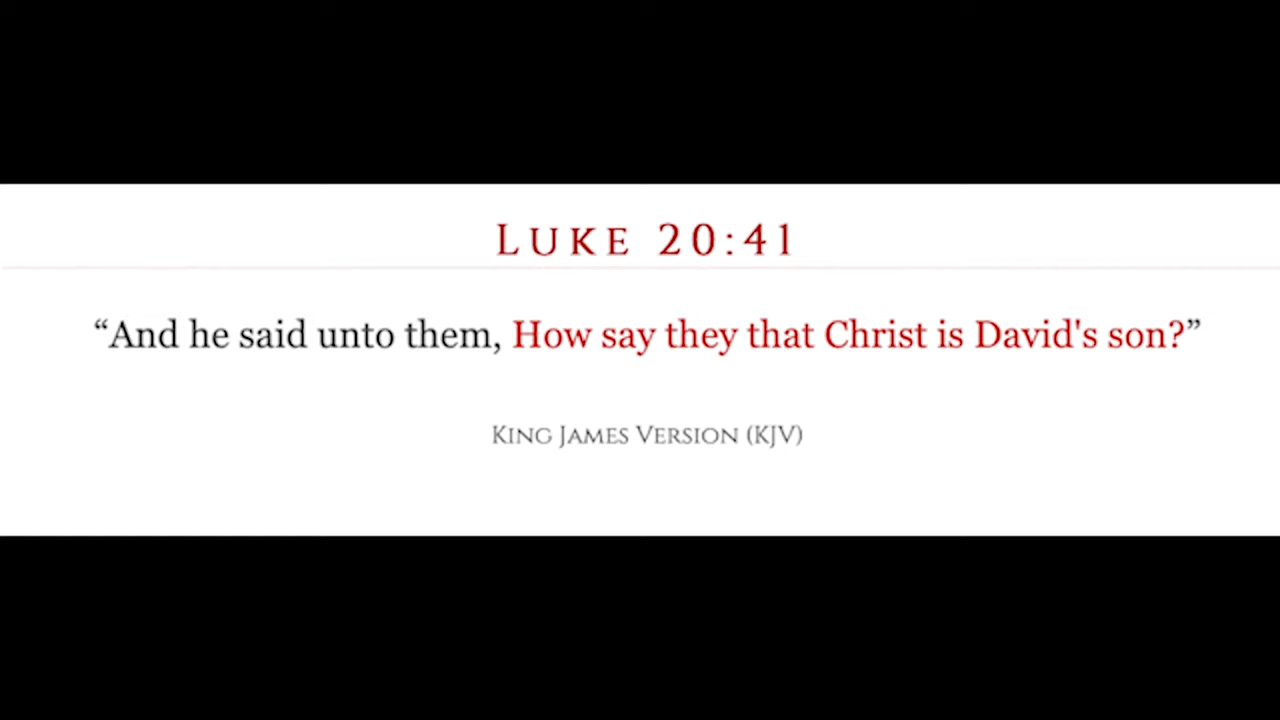 Luke 20:41
“And he said unto them, How say they that Christ is David's son?”
King James Version (KJV)